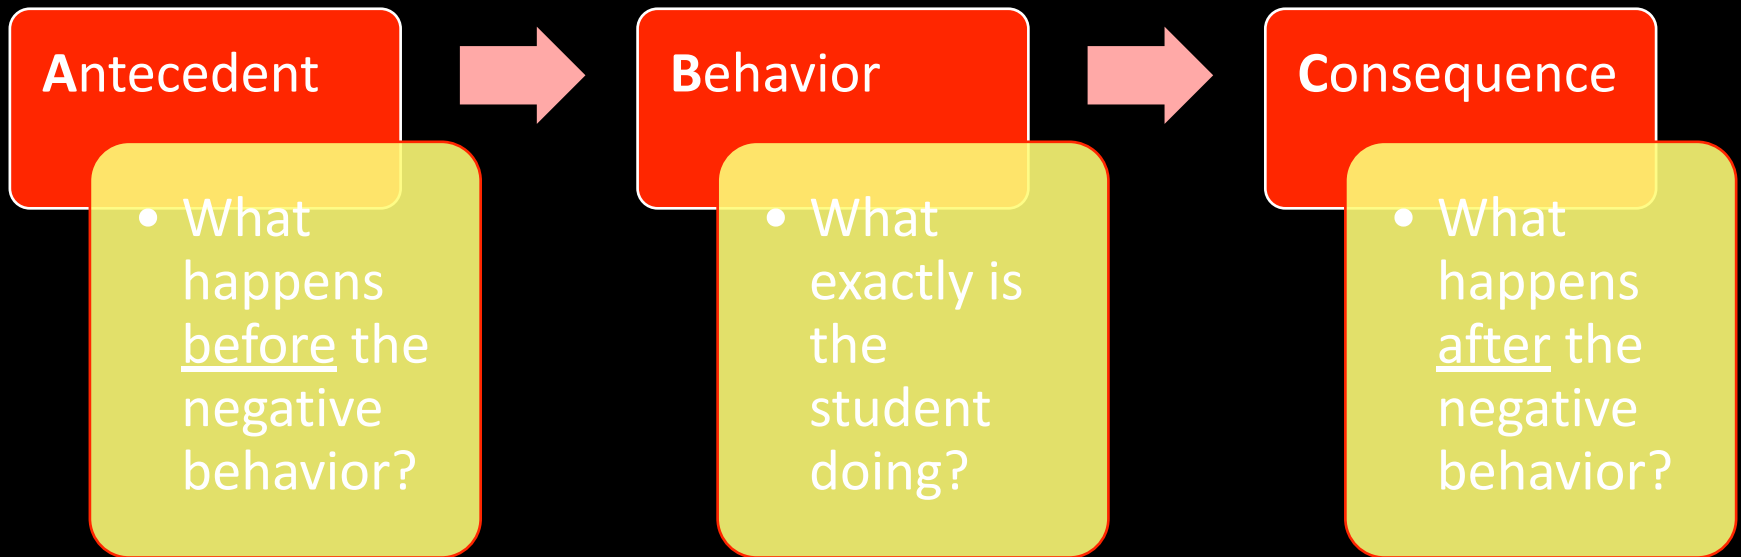 Antecedent
• What
happens
before the
negative
behavior?
Behavior
• What
exactly is
the
student
doing?
Consequence
• What
happens
after the
negative
behavior?